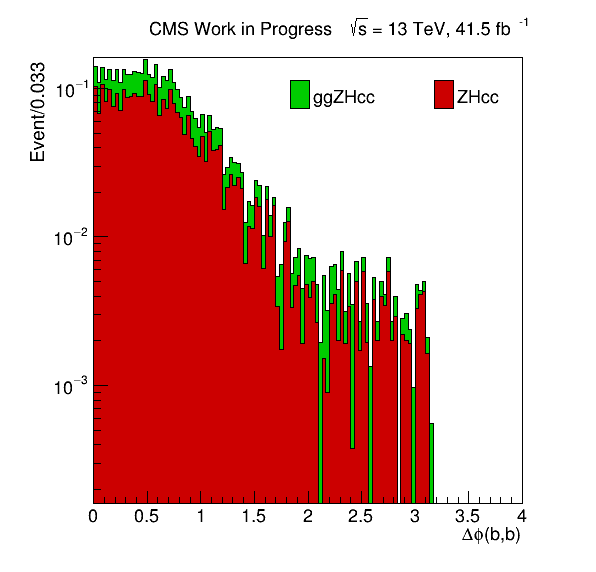 CMS Work in Progress √s = 13 TeV, 41.5 fb⁻¹
Event/0.033
ggZHcc ZHcc
10⁻¹
10⁻²
10⁻³
0 0.5 1 1.5 2 2.5 3 3.5 4
Δϕ(b,b)